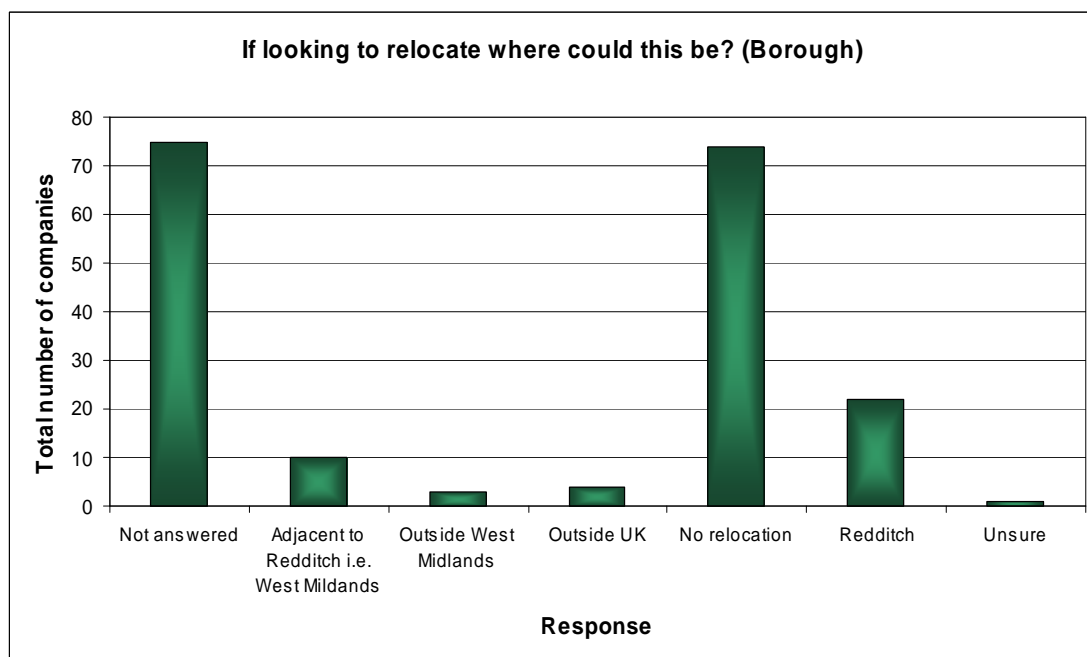 If looking to relocate where could this be? (Borough)
Total number of companies
80
70
60
50
40
30
20
10
0
Not answered
Adjacent to
Redditch i.e.
West Mildands
Outside West
Midlands
Outside UK
No relocation
Redditch
Unsure
Response